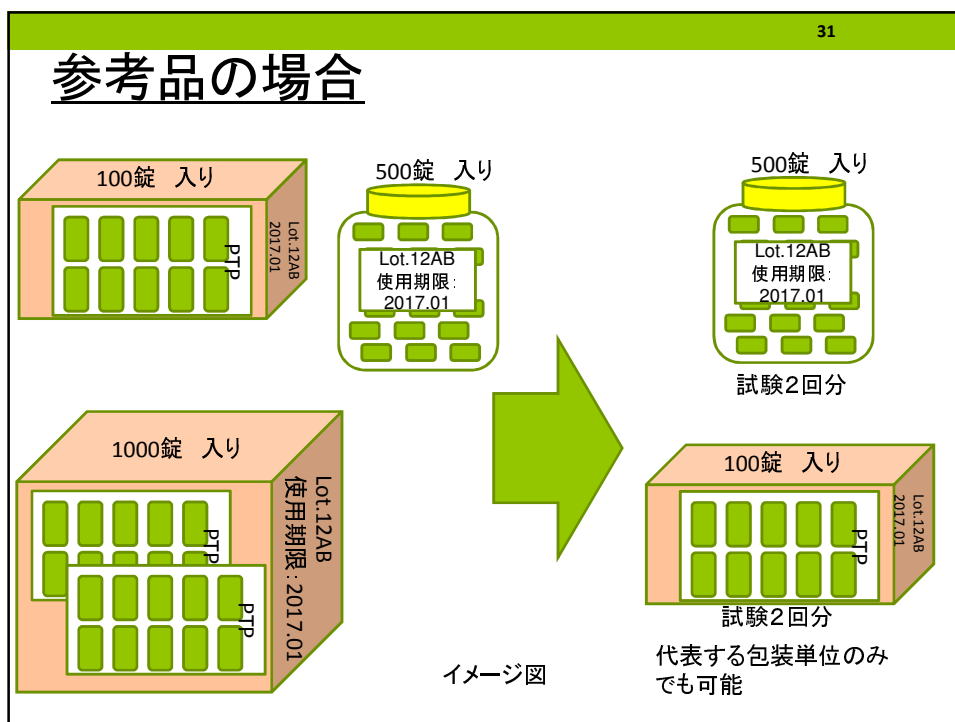 31
参考品の場合
100錠 入り
PTP
Lot.12AB
2017.01
500錠 入り
Lot.12AB
使用期限:
2017.01
1000錠 入り
PTP
PTP
Lot.12AB
使用期限:2017.01
500錠 入り
Lot.12AB
使用期限:
2017.01
試験2回分
100錠 入り
PTP
Lot.12AB
2017.01
試験2回分
代表する包装単位のみ
でも可能
イメージ図